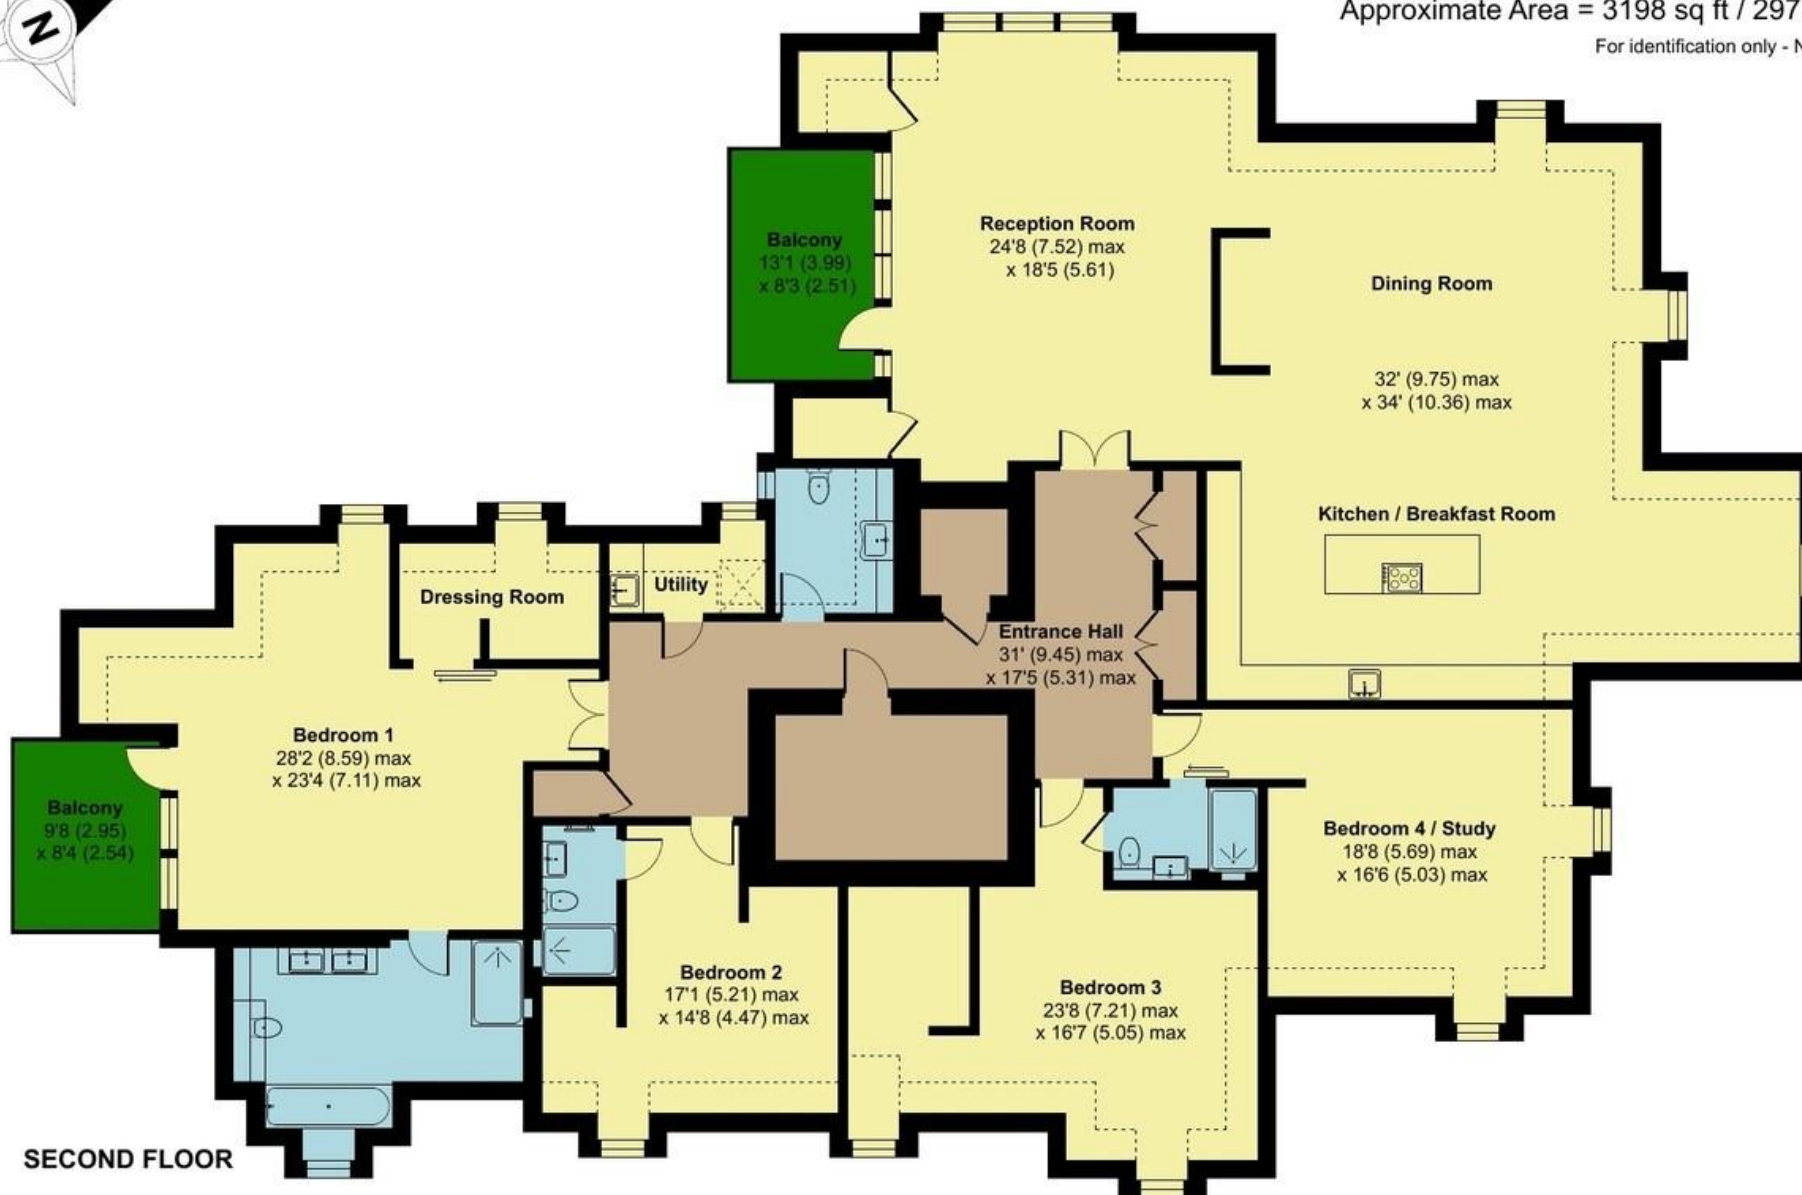 N
Approximate Area = 3198 sq ft / 297
For identification only - N
Reception Room
24'8 (7.52) max
x 18'5 (5.61)
Balcony
13'1 (3.99)
x 8'3 (2.51)
Dining Room
32' (9.75) max
x 34' (10.36) max
Kitchen / Breakfast Room
Utility
Dressing Room
Entrance Hall
31' (9.45) max
x 17'5 (5.31) max
Bedroom 1
28'2 (8.59) max
x 23'4 (7.11) max
Balcony
9'8 (2.95)
x 8'4 (2.54)
Bedroom 4 / Study
18'8 (5.69) max
x 16'6 (5.03) max
Bedroom 2
17'1 (5.21) max
x 14'8 (4.47) max
Bedroom 3
23'8 (7.21) max
x 16'7 (5.05) max
SECOND FLOOR